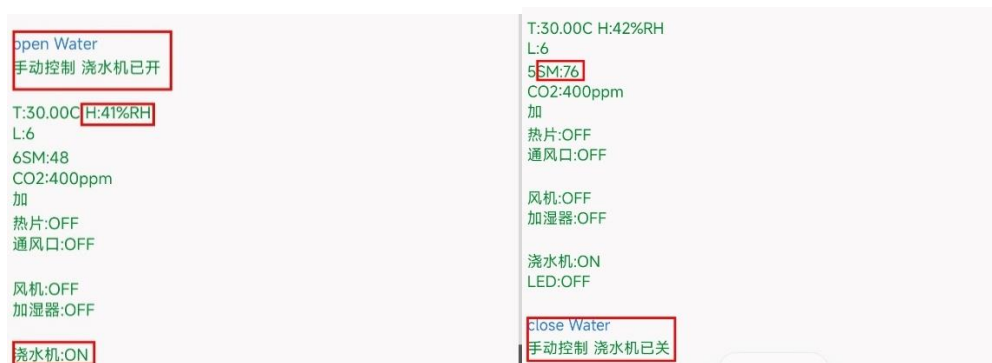 open Water
手动控制 浇水机已开
T:30.00C H:41%RH
L:6
6SM:48
CO2:400ppm
加
热片:OFF
通风口:OFF
风机:OFF
加湿器:OFF
浇水机:ON
T:30.00C H:42%RH
L:6
5SM:76
CO2:400ppm
加
热片:OFF
通风口:OFF
风机:OFF
加湿器:OFF
浇水机:ON
LED:OFF
close Water
手动控制 浇水机已关